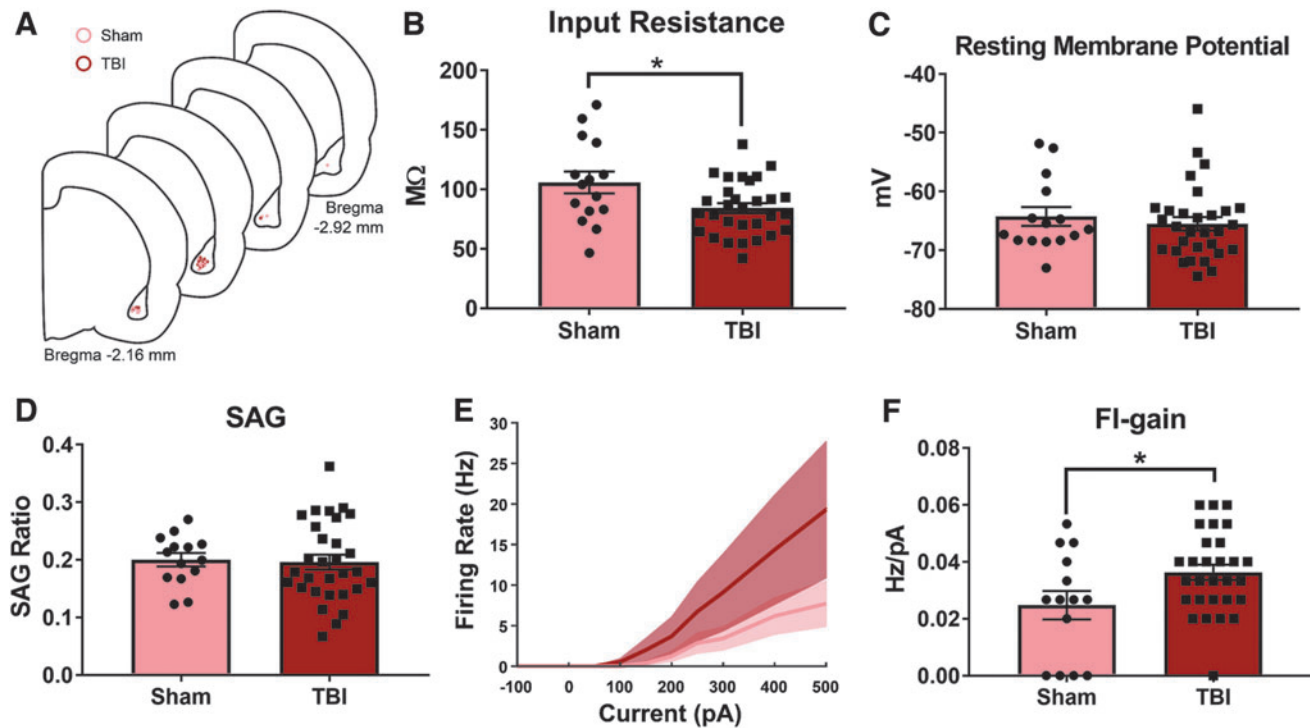 A
Sham
TBI
Bregma
-2.92 mm
Bregma -2.16 mm
B
Input Resistance
*
MΩ
200
150
100
50
0
Sham
TBI
C
Resting Membrane Potential
mV
-40
-50
-60
-70
-80
Sham
TBI
D
SAG
SAG Ratio
0.4
0.3
0.2
0.1
0.0
Sham
TBI
E
Firing Rate (Hz)
30
25
20
15
10
5
0
-100 0 100 200 300 400 500
Current (pA)
F
FI-gain
*
Hz/pA
0.08
0.06
0.04
0.02
0.00
Sham
TBI